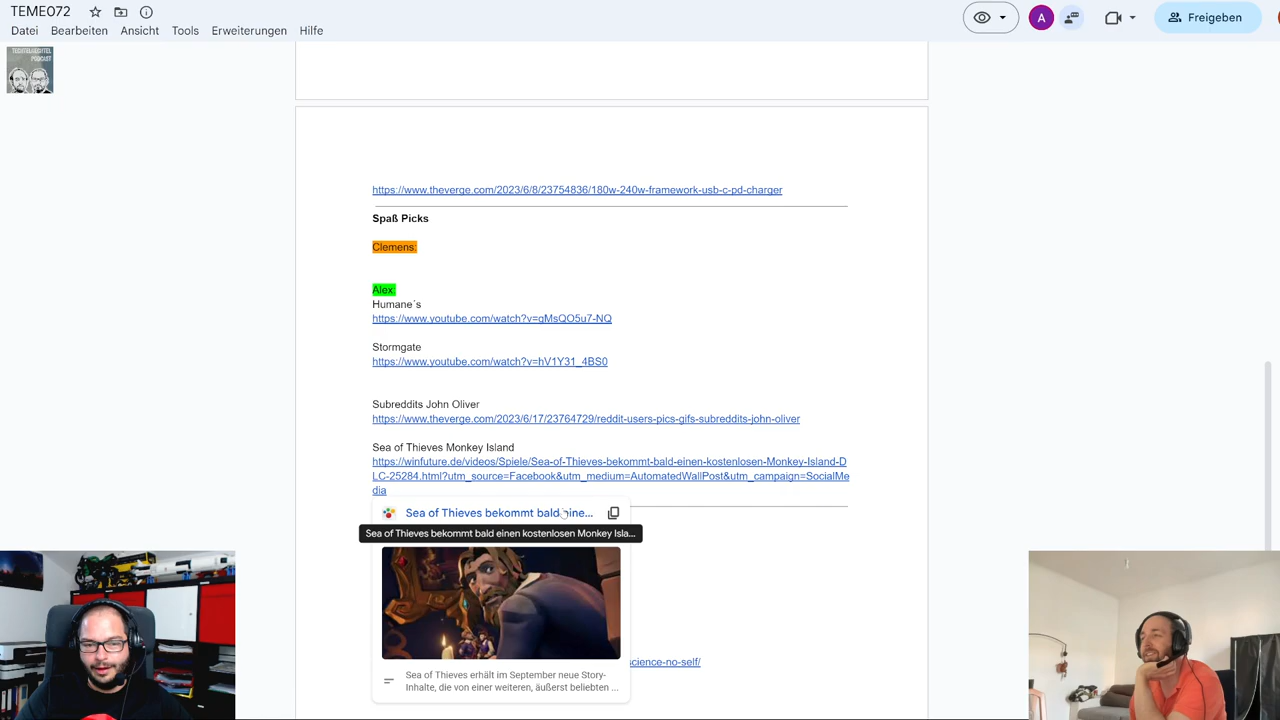 TEME072
Datei Bearbeiten Ansicht Tools Erweiterungen Hilfe
A
Freigeben
TECHTELMECHTEL
PODCAST
https://www.theverge.com/2023/6/8/23754836/180w-240w-framework-usb-c-pd-charger
Spaß Picks
Clemens:
Alex:
Humane´s
https://www.youtube.com/watch?v=gMsQO5u7-NQ
Stormgate
https://www.youtube.com/watch?v=hV1Y31_4BS0
Subreddits John Oliver
https://www.theverge.com/2023/6/17/23764729/reddit-users-pics-gifs-subreddits-john-oliver
Sea of Thieves Monkey Island
https://winfuture.de/videos/Spiele/Sea-of-Thieves-bekommt-bald-einen-kostenlosen-Monkey-Island-D
LC-25284.html?utm_source=Facebook&utm_medium=AutomatedWallPost&utm_campaign=SocialMe
dia
Sea of Thieves bekommt bald eine...
Sea of Thieves bekommt bald einen kostenlosen Monkey Isla...
science-no-self/
Sea of Thieves erhält im September neue Story-
Inhalte, die von einer weiteren, äußerst beliebten ...